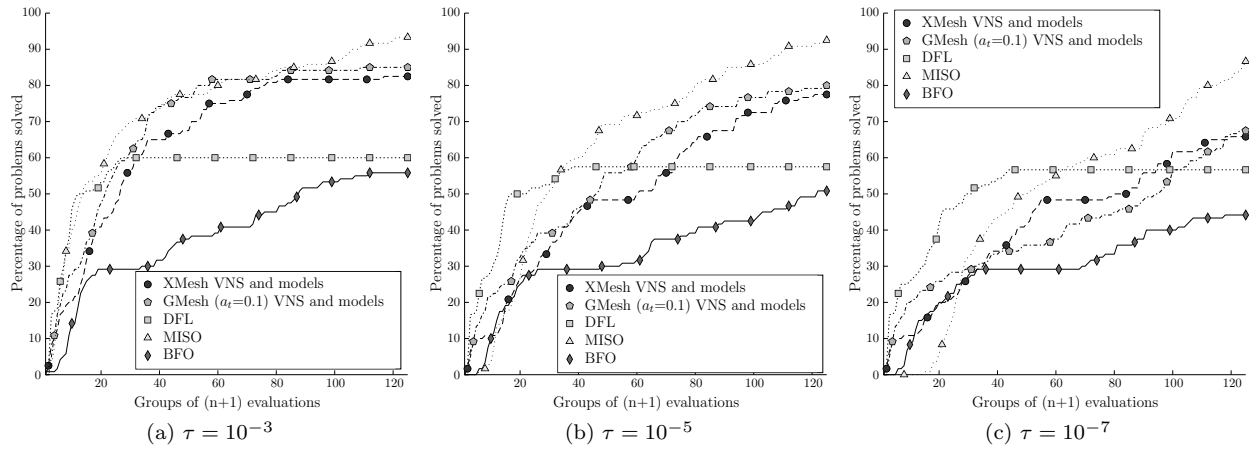 100
90
80
70
60
50
40
30
20
10
0
20 40 60 80 100 120
Percentage of problems solved
Groups of (n+1) evaluations
XMesh VNS and models
GMesh (a_t=0.1) VNS and models
DFL
MISO
BFO
(a) τ = 10⁻³
100
90
80
70
60
50
40
30
20
10
0
20 40 60 80 100 120
Percentage of problems solved
Groups of (n+1) evaluations
XMesh VNS and models
GMesh (a_t=0.1) VNS and models
DFL
MISO
BFO
(b) τ = 10⁻⁵
100
90
80
70
60
50
40
30
20
10
0
20 40 60 80 100 120
Percentage of problems solved
Groups of (n+1) evaluations
XMesh VNS and models
GMesh (a_t=0.1) VNS and models
DFL
MISO
BFO
(c) τ = 10⁻⁷